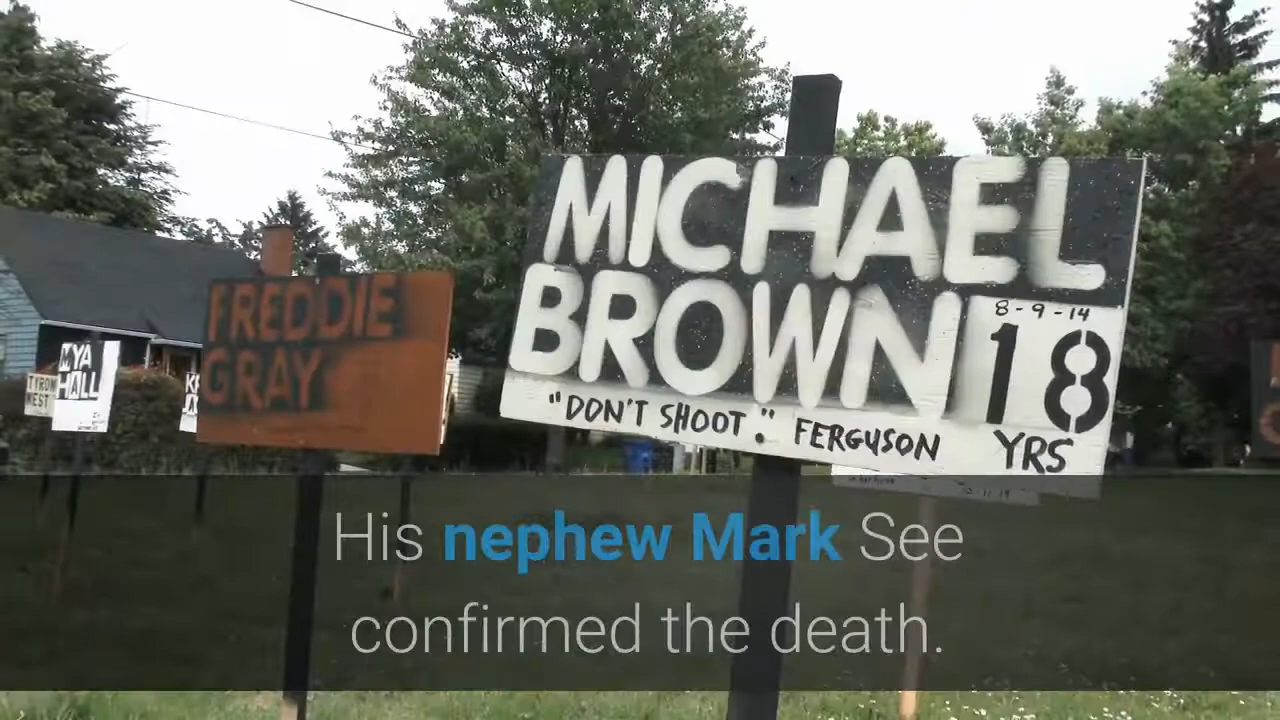 MICHAEL
BROWN
8-9-14
18
YRS
"DON'T SHOOT." FERGUSON
FREDDIE
GRAY
MYA
HALL
TYRON
WEST
His nephew Mark See
confirmed the death.